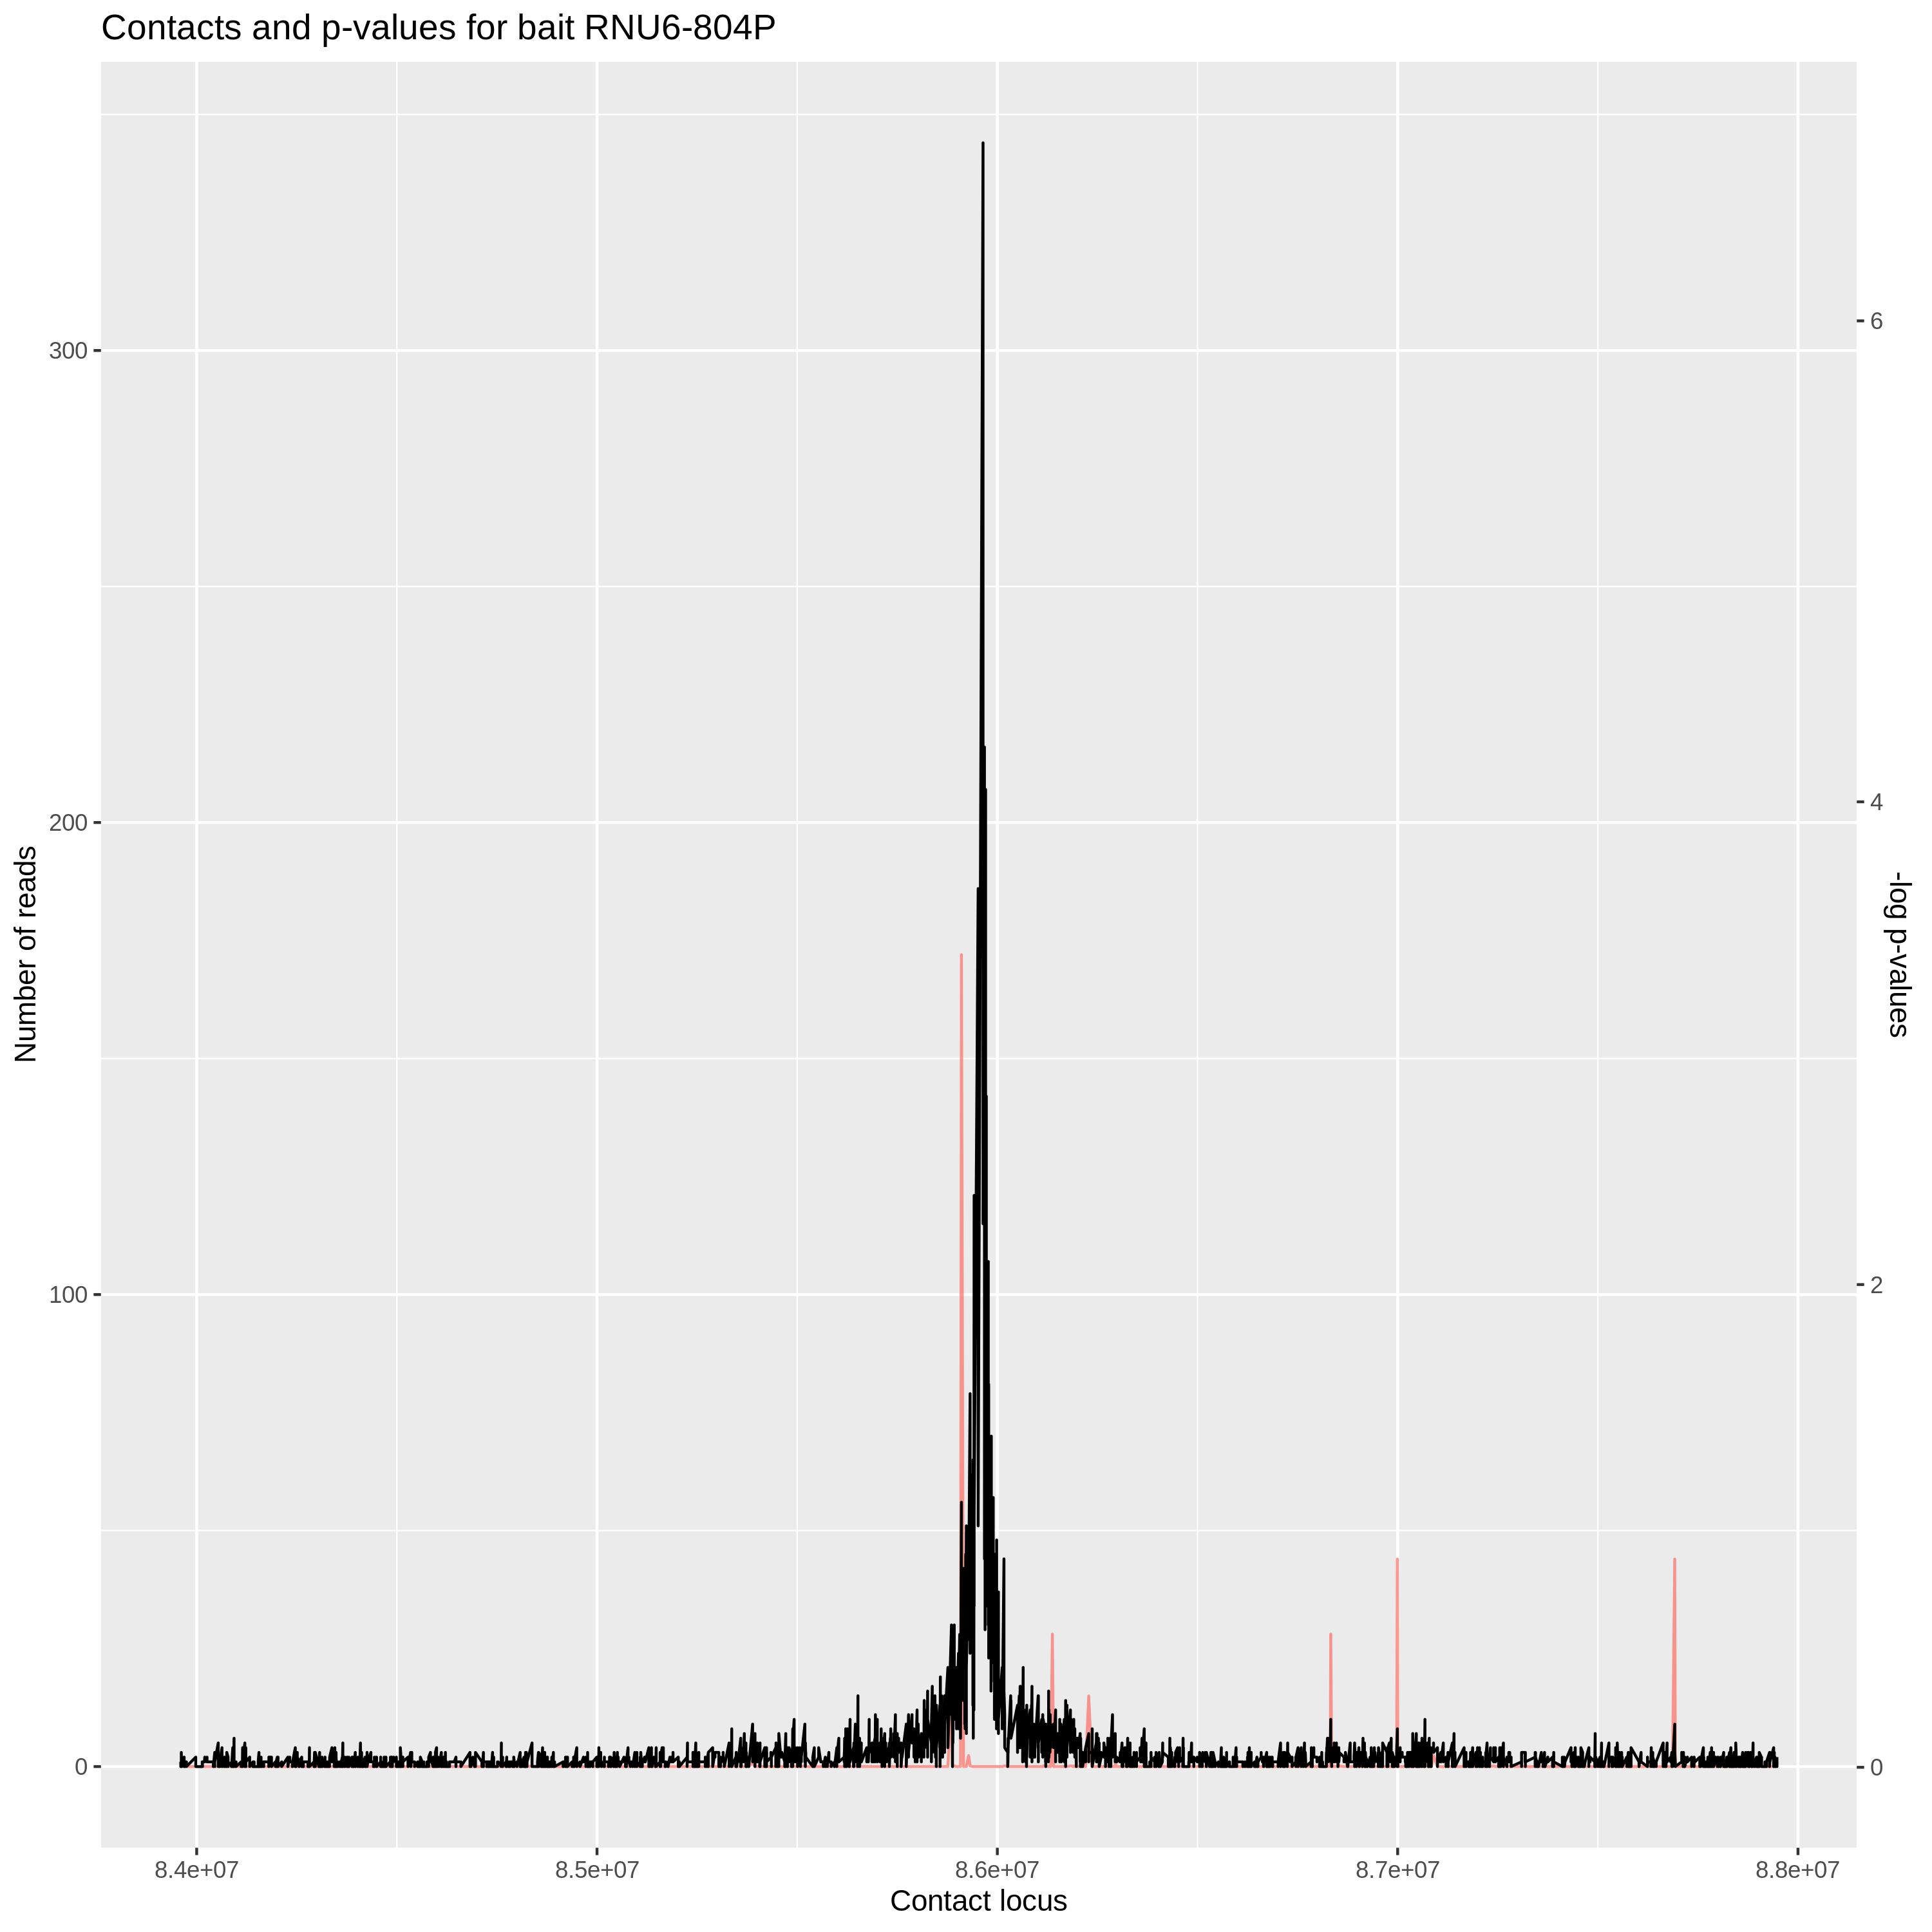 Contacts and p-values for bait RNU6-804P
300
200
100
0
Number of reads
6
4
2
0
-log p-values
8.4e+07 8.5e+07 8.6e+07 8.7e+07 8.8e+07
Contact locus